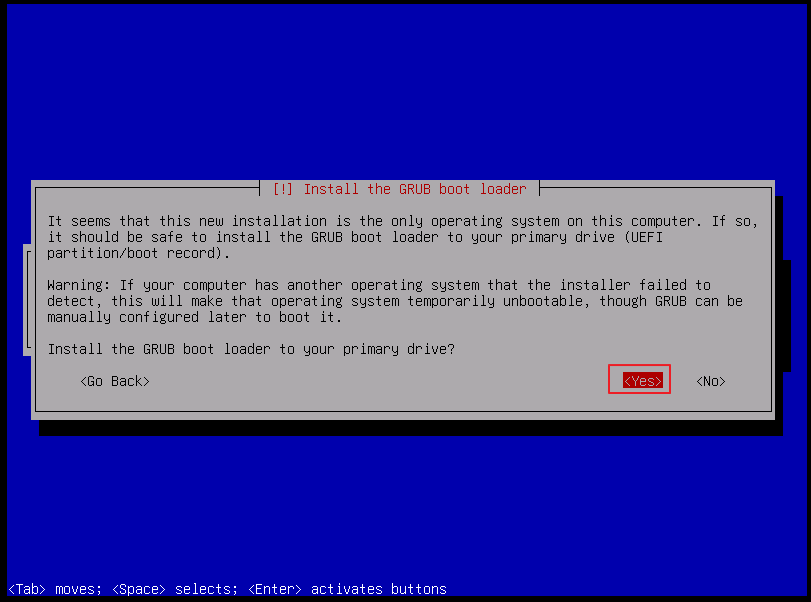 [!] Install the GRUB boot loader
It seems that this new installation is the only operating system on this computer. If so,
it should be safe to install the GRUB boot loader to your primary drive (UEFI
partition/boot record).
Warning: If your computer has another operating system that the installer failed to
detect, this will make that operating system temporarily unbootable, though GRUB can be
manually configured later to boot it.
Install the GRUB boot loader to your primary drive?
<Go Back> <Yes> <No>
<Tab> moves; <Space> selects; <Enter> activates buttons